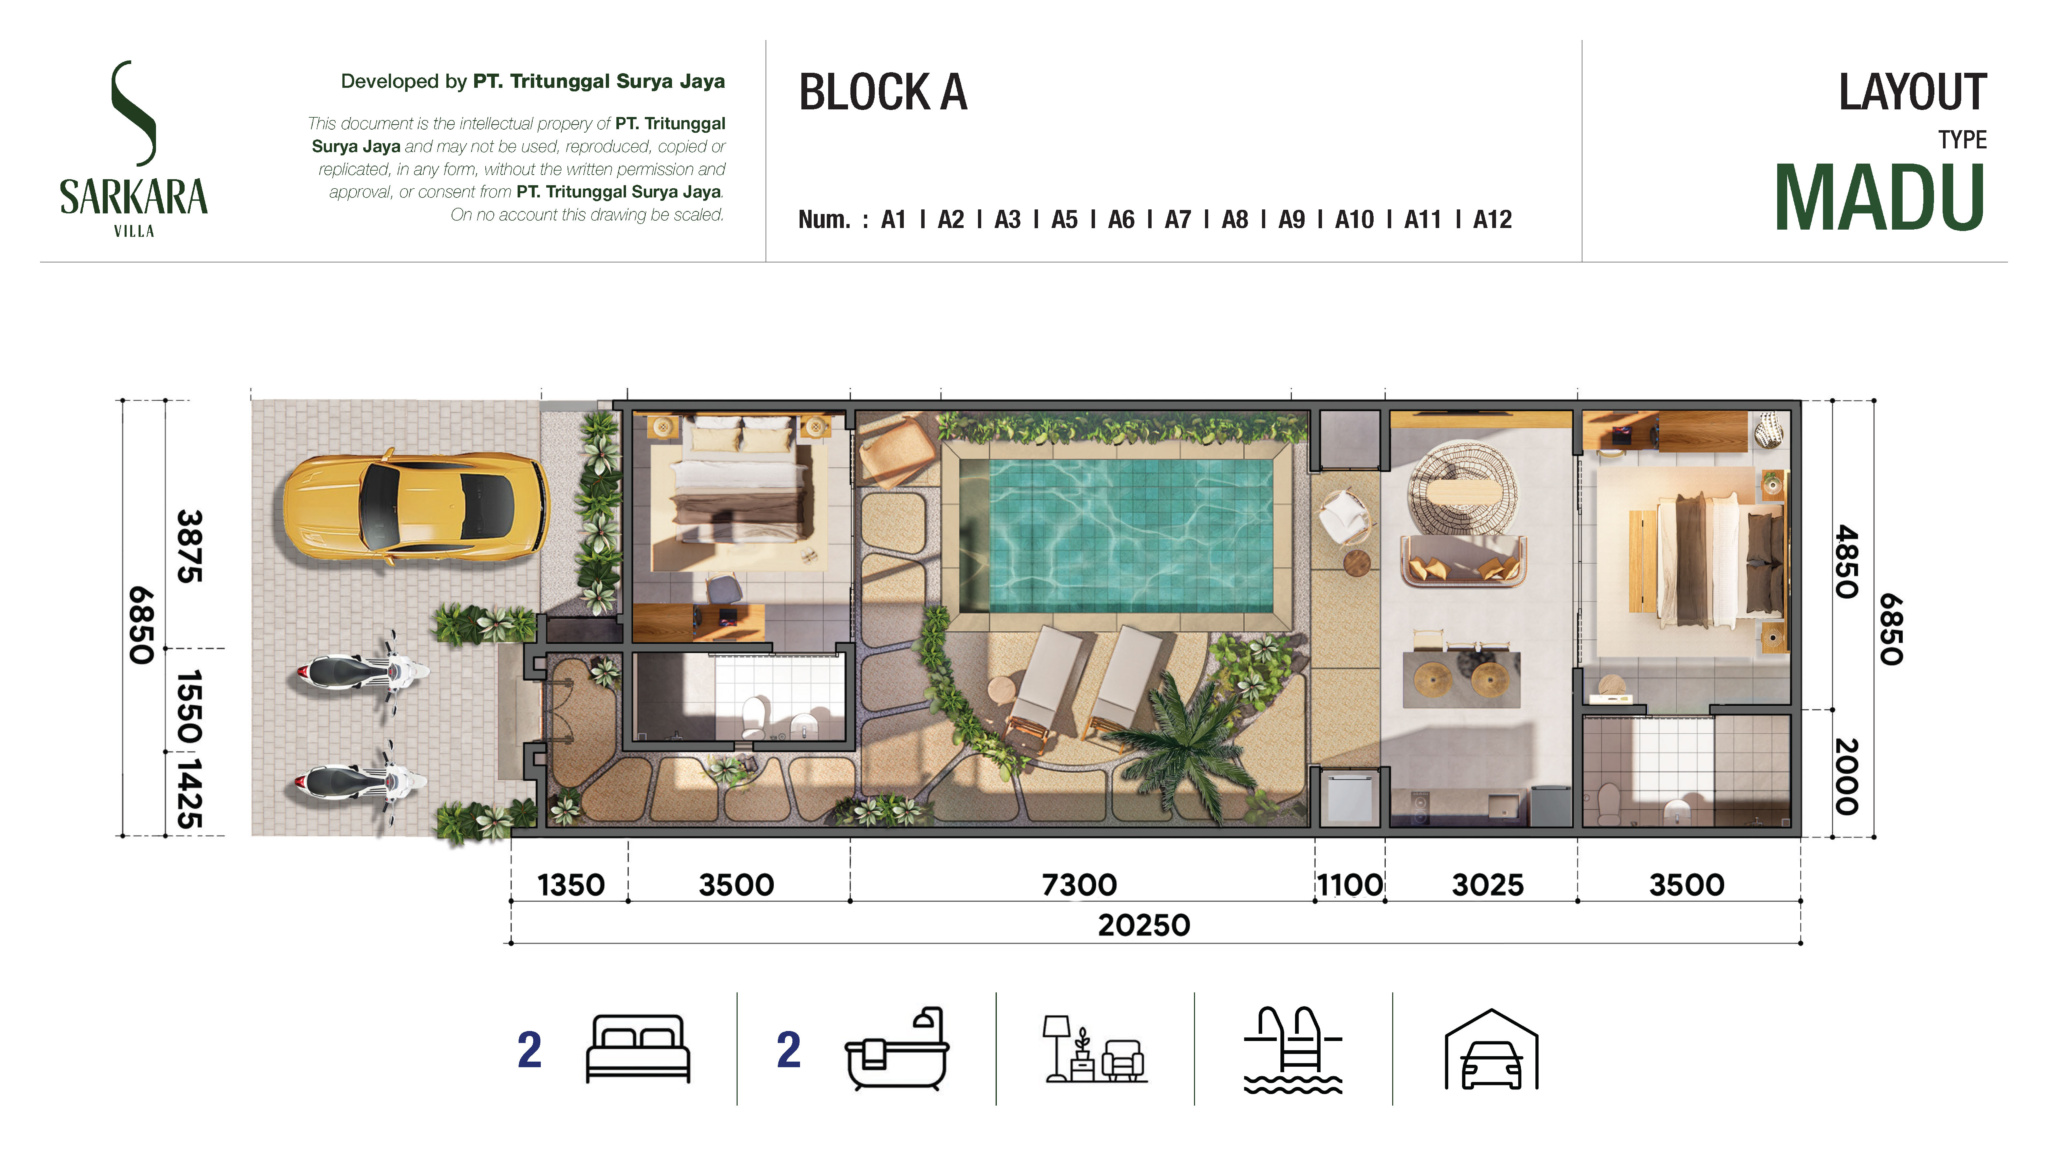 SARKARA
VILLA
Developed by PT. Tritunggal Surya Jaya
This document is the intellectual propery of PT. Tritunggal
Surya Jaya and may not be used, reproduced, copied or
replicated, in any form, without the written permission and
approval, or consent from PT. Tritunggal Surya Jaya.
On no account this drawing be scaled.
BLOCK A
Num. : A1 | A2 | A3 | A5 | A6 | A7 | A8 | A9 | A10 | A11 | A12
LAYOUT
TYPE
MADU
6850
3875
1550
1425
4850
2000
6850
1350
3500
7300
1100
3025
3500
20250
2
2